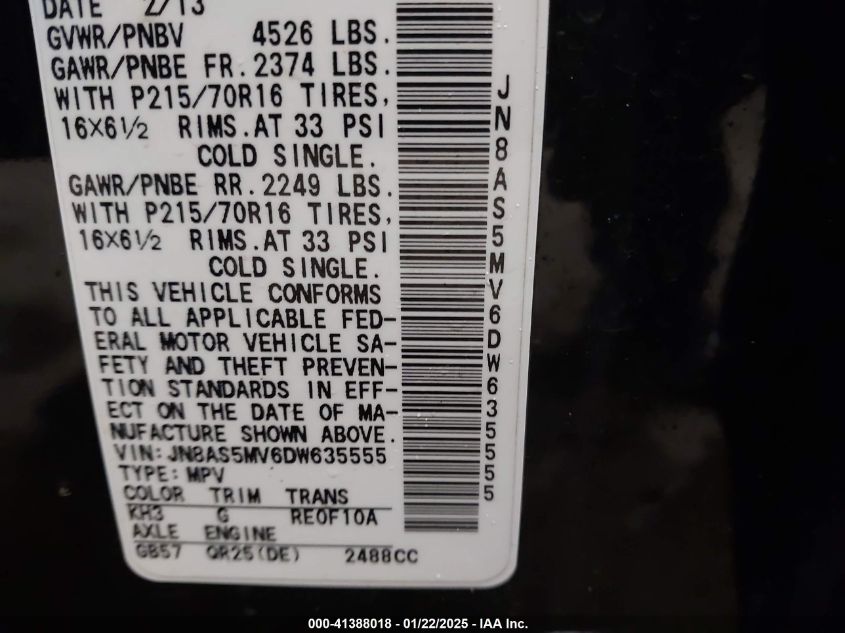 DATE 2/13
GVWR/PNBV 4526 LBS.
GAWR/PNBE FR. 2374 LBS.
WITH P215/70R16 TIRES,
16X6½ RIMS. AT 33 PSI
COLD SINGLE.
GAWR/PNBE RR. 2249 LBS.
WITH P215/70R16 TIRES,
16X6½ RIMS. AT 33 PSI
COLD SINGLE.
THIS VEHICLE CONFORMS
TO ALL APPLICABLE FED-
ERAL MOTOR VEHICLE SA-
FETY AND THEFT PREVEN-
TION STANDARDS IN EFF-
ECT ON THE DATE OF MA-
NUFACTURE SHOWN ABOVE.
VIN: JN8AS5MV6DW635555
TYPE: MPV
COLOR TRIM TRANS
KH3 G RE0F10A
AXLE ENGINE
GB57 QR25(DE) 2488CC
JN8AS5MV6DW635555
000-41388018 - 01/22/2025 - IAA Inc.